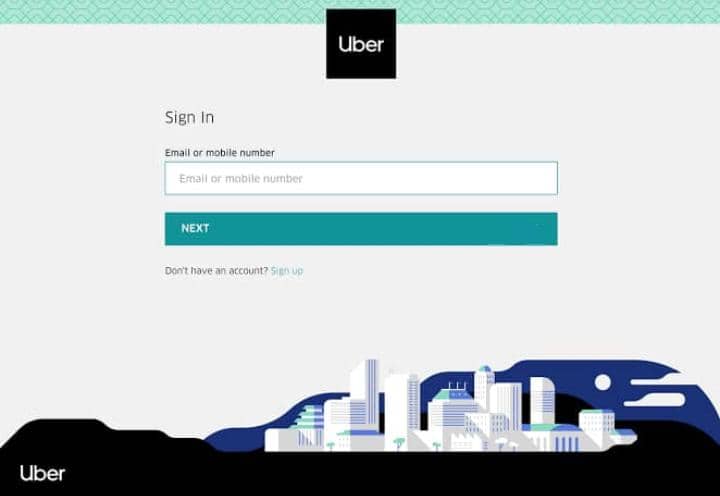 Uber
Sign In
Email or mobile number
Email or mobile number
NEXT
Don't have an account? Sign up
Uber